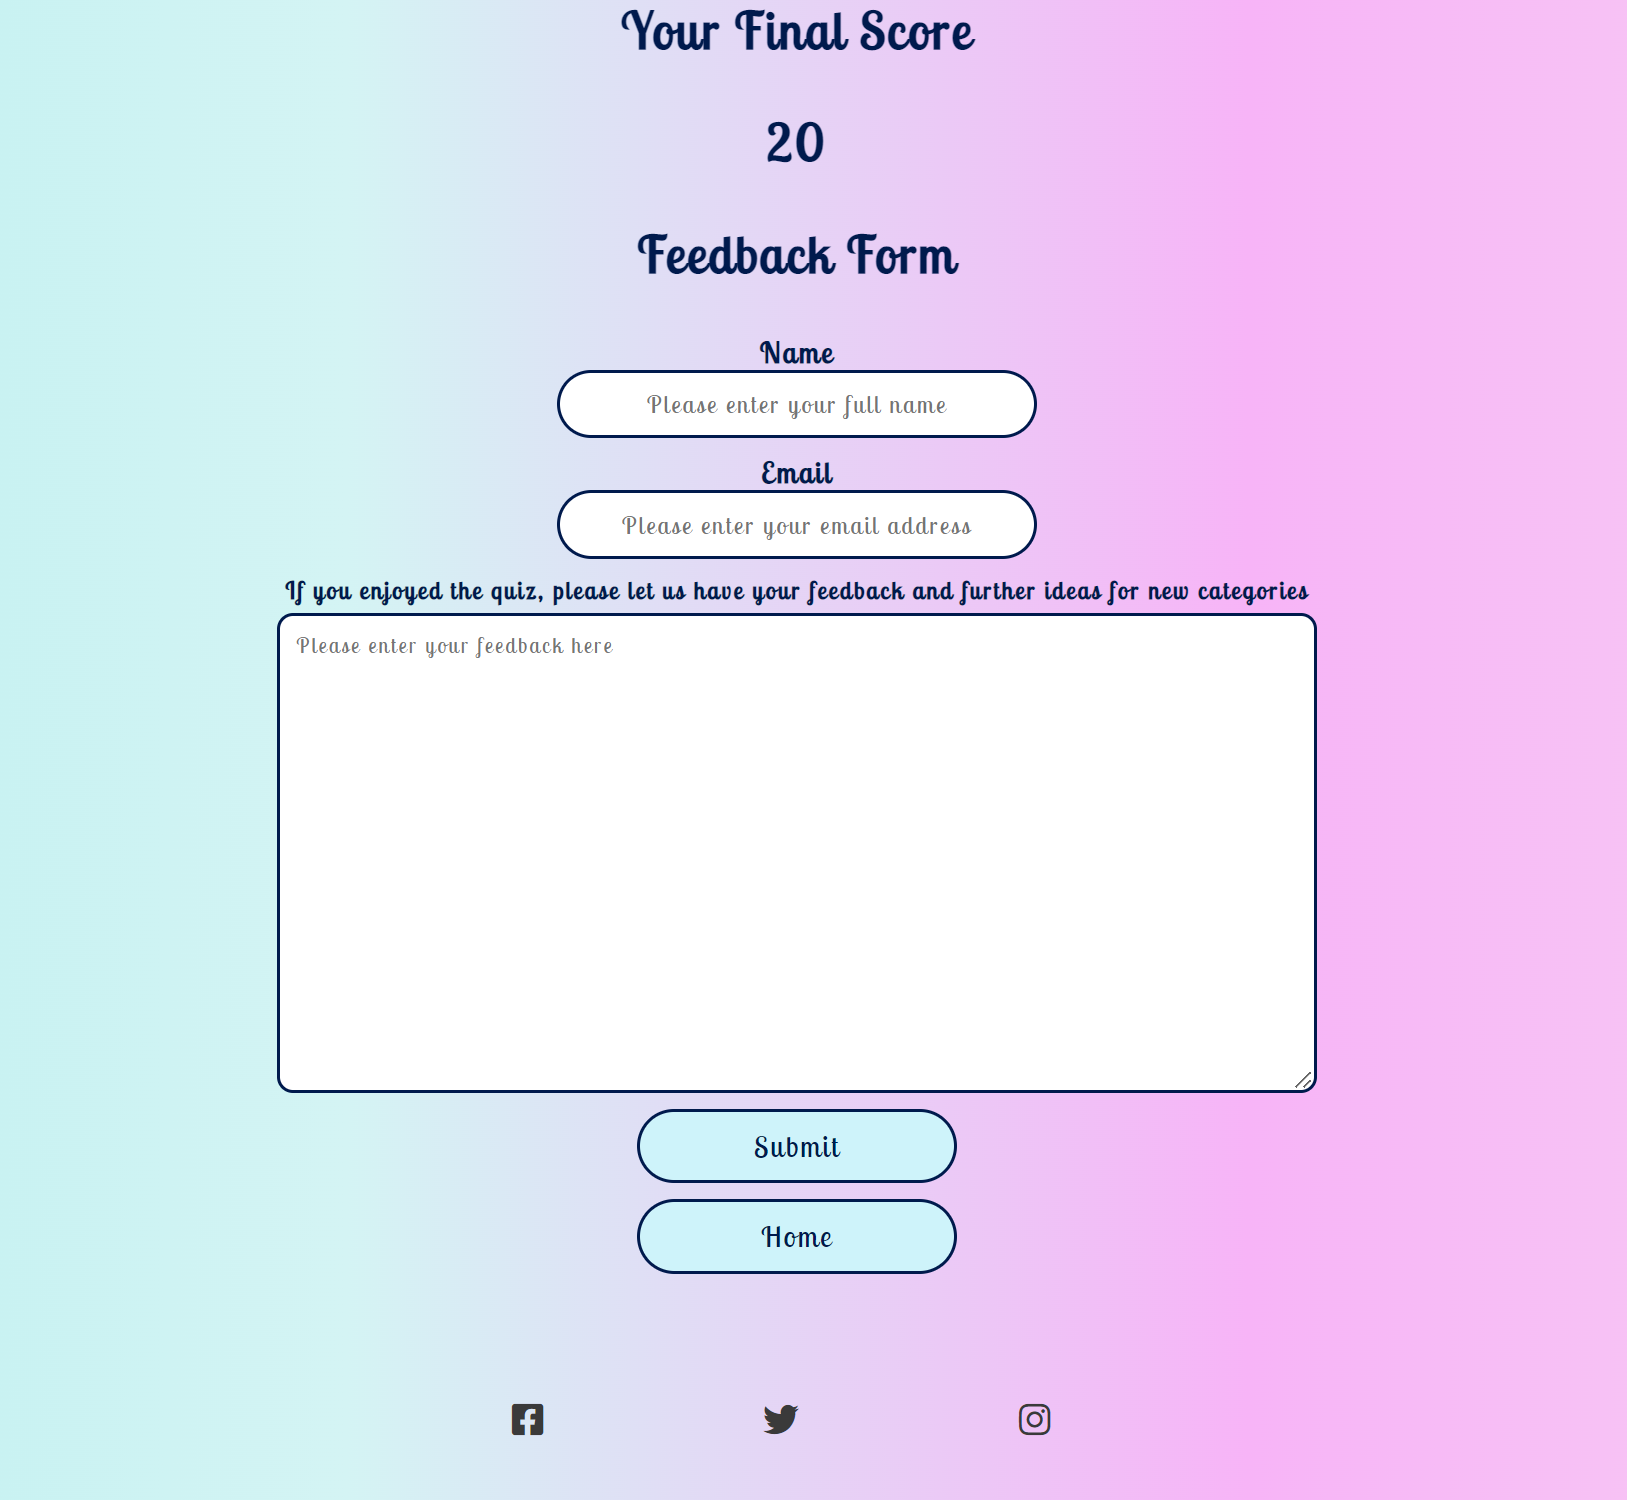 Your Final Score
20
Feedback Form
Name
Please enter your full name
Email
Please enter your email address
If you enjoyed the quiz, please let us have your feedback and further ideas for new categories
Please enter your feedback here
Submit
Home